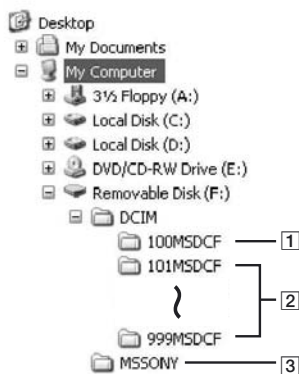 Desktop
My Documents
My Computer
3½ Floppy (A:)
Local Disk (C:)
Local Disk (D:)
DVD/CD-RW Drive (E:)
Removable Disk (F:)
DCIM
100MSDCF 1
101MSDCF
2
999MSDCF
MSSONY 3